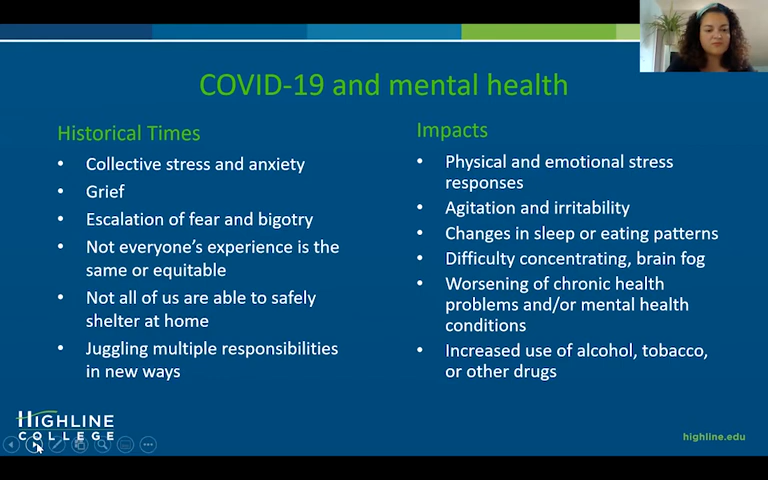 COVID-19 and mental health
Historical Times
• Collective stress and anxiety
• Grief
• Escalation of fear and bigotry
• Not everyone’s experience is the
same or equitable
• Not all of us are able to safely
shelter at home
• Juggling multiple responsibilities
in new ways
Impacts
• Physical and emotional stress
responses
• Agitation and irritability
• Changes in sleep or eating patterns
• Difficulty concentrating, brain fog
• Worsening of chronic health
problems and/or mental health
conditions
• Increased use of alcohol, tobacco,
or other drugs
HIGHLINE
COLLEGE
highline.edu